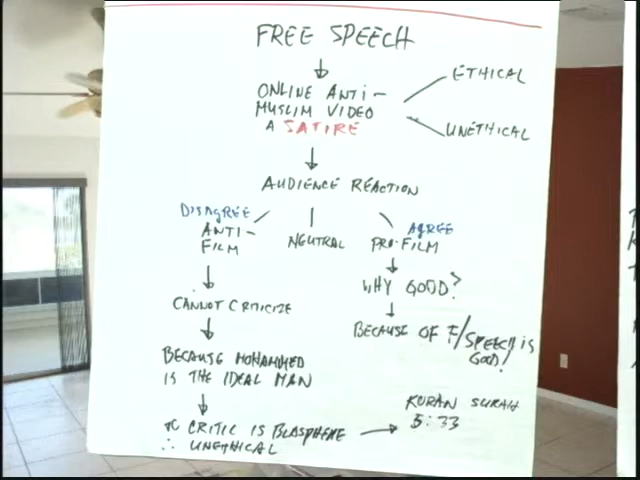 FREE SPEECH
ONLINE ANTI-
MUSLIM VIDEO
A SATIRE
ETHICAL
UNETHICAL
AUDIENCE REACTION
DISAGREE
ANTI-
FILM
NEUTRAL
AGREE
PRO-FILM
CANNOT CRITICIZE
BECAUSE MOHAMMED
IS THE IDEAL MAN
CRITIC IS BLASPHEME
∴ UNETHICAL
WHY GOOD?
BECAUSE OF F/SPEECH IS
GOOD!
KORAN SURAH
5:33